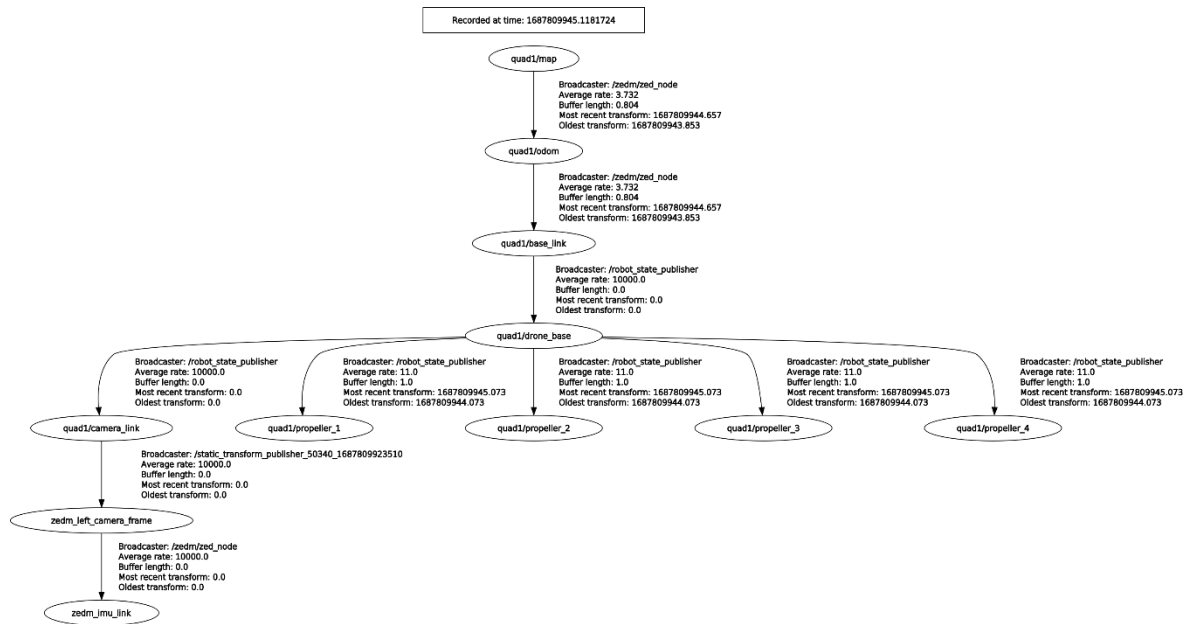 Recorded at time: 1687809945.1181724
quad1/map
Broadcaster: /zedm/zed_node
Average rate: 3.732
Buffer length: 0.804
Most recent transform: 1687809944.657
Oldest transform: 1687809943.853
quad1/odom
Broadcaster: /zedm/zed_node
Average rate: 3.732
Buffer length: 0.804
Most recent transform: 1687809944.657
Oldest transform: 1687809943.853
quad1/base_link
Broadcaster: /robot_state_publisher
Average rate: 10000.0
Buffer length: 0.0
Most recent transform: 0.0
Oldest transform: 0.0
quad1/drone_base
Broadcaster: /robot_state_publisher
Average rate: 10000.0
Buffer length: 0.0
Most recent transform: 0.0
Oldest transform: 0.0
Broadcaster: /robot_state_publisher
Average rate: 11.0
Buffer length: 1.0
Most recent transform: 1687809945.073
Oldest transform: 1687809944.073
Broadcaster: /robot_state_publisher
Average rate: 11.0
Buffer length: 1.0
Most recent transform: 1687809945.073
Oldest transform: 1687809944.073
Broadcaster: /robot_state_publisher
Average rate: 11.0
Buffer length: 1.0
Most recent transform: 1687809945.073
Oldest transform: 1687809944.073
Broadcaster: /robot_state_publisher
Average rate: 11.0
Buffer length: 1.0
Most recent transform: 1687809945.073
Oldest transform: 1687809944.073
quad1/camera_link
quad1/propeller_1
quad1/propeller_2
quad1/propeller_3
quad1/propeller_4
Broadcaster: /static_transform_publisher_50340_1687809923510
Average rate: 10000.0
Buffer length: 0.0
Most recent transform: 0.0
Oldest transform: 0.0
zedm_left_camera_frame
Broadcaster: /zedm/zed_node
Average rate: 10000.0
Buffer length: 0.0
Most recent transform: 0.0
Oldest transform: 0.0
zedm_imu_link